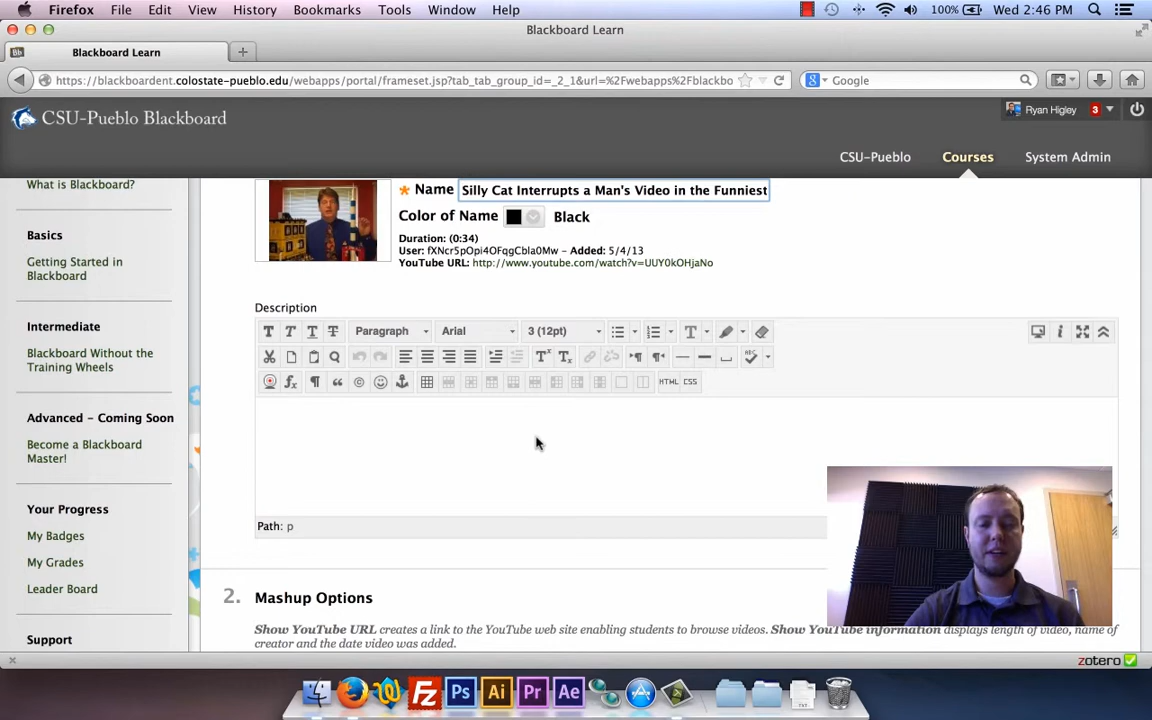 Firefox File Edit View History Bookmarks Tools Window Help 100% Wed 2:46 PM
Blackboard Learn
Bb Blackboard Learn +
https://blackboardent.colostate-pueblo.edu/webapps/portal/frameset.jsp?tab_tab_group_id=_2_1&url=%2Fwebapps%2Fblackbo Google
CSU-Pueblo Blackboard
Ryan Higley 3
CSU-Pueblo Courses System Admin
What is Blackboard?
Basics
Getting Started in
Blackboard
Intermediate
Blackboard Without the
Training Wheels
Advanced – Coming Soon
Become a Blackboard
Master!
Your Progress
My Badges
My Grades
Leader Board
Support
* Name Silly Cat Interrupts a Man's Video in the Funniest
Color of Name Black
Duration: (0:34)
User: fXNcr5pOpi4OFqgCbla0Mw – Added: 5/4/13
YouTube URL: http://www.youtube.com/watch?v=UUY0kOHjaNo
Description
T T T T Paragraph Arial 3 (12pt) T
ABC
HTML CSS
Path: p
2. Mashup Options
Show YouTube URL creates a link to the YouTube web site enabling students to browse videos. Show YouTube information displays length of video, name of
creator and the date video was added.
zotero
Fz Ps Ai Pr Ae